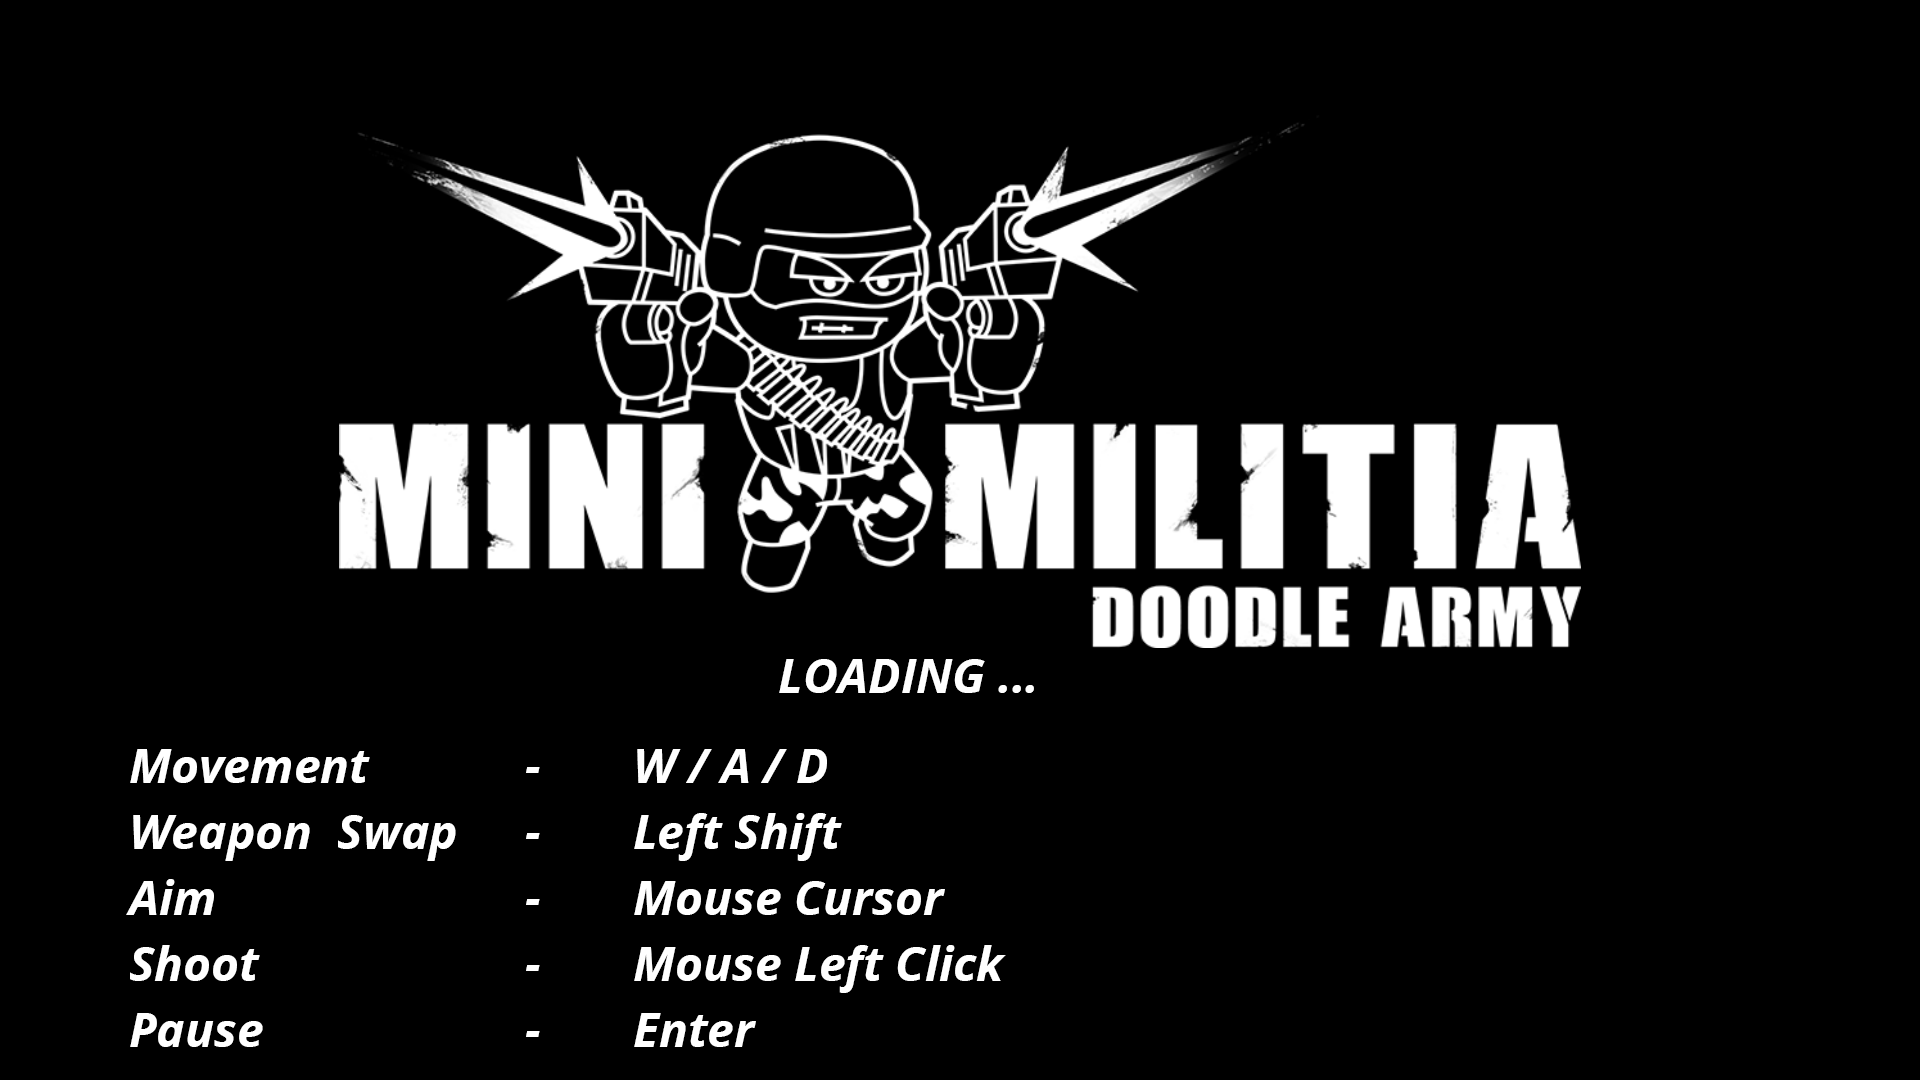 MINI MILITIA
DOODLE ARMY
LOADING ...
Movement - W / A / D
Weapon Swap - Left Shift
Aim - Mouse Cursor
Shoot - Mouse Left Click
Pause - Enter